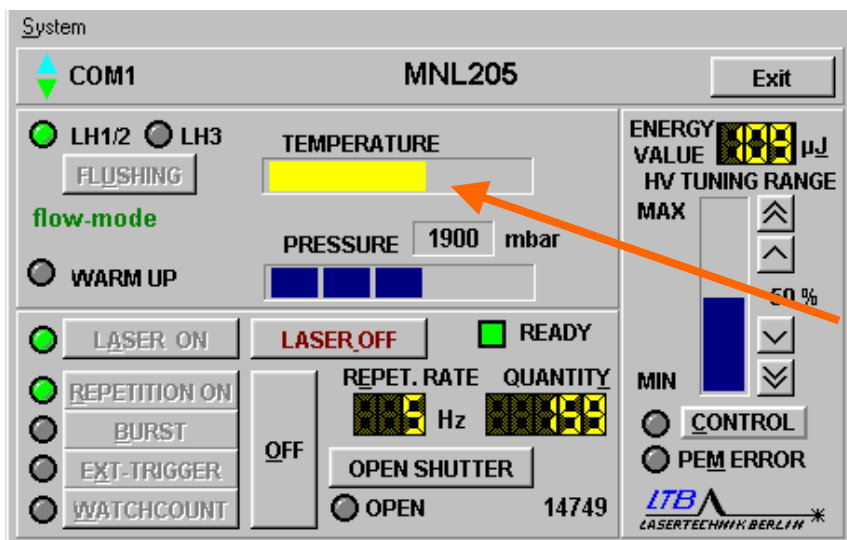 System
COM1 MNL205 Exit
LH1/2 LH3
FLUSHING
flow-mode
WARM UP
TEMPERATURE
PRESSURE 1900 mbar
ENERGY
VALUE 109 µJ
HV TUNING RANGE
MAX
50 %
MIN
CONTROL
PEM ERROR
LTB
LASERTECHNIK BERLIN
LASER ON LASER OFF READY
REPETITION ON
BURST
EXT-TRIGGER
WATCHCOUNT
OFF
REPET. RATE QUANTITY
5 Hz 159
OPEN SHUTTER
OPEN 14749